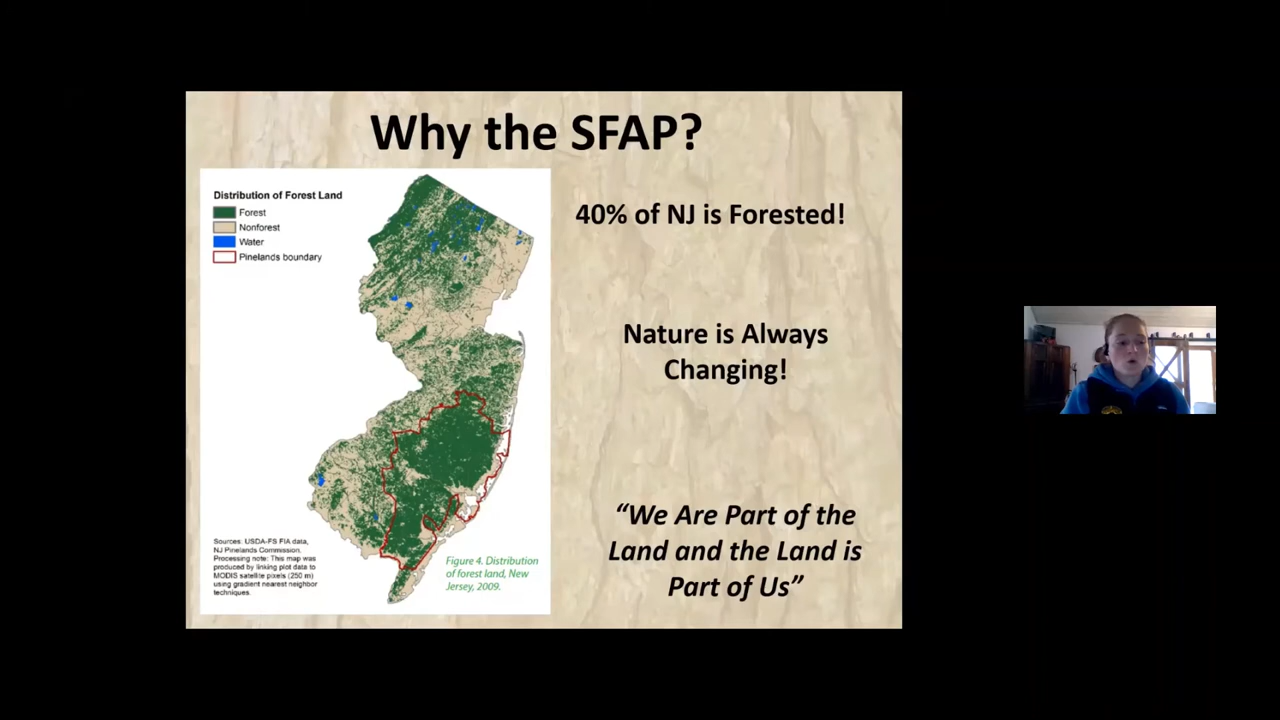 Why the SFAP?
Distribution of Forest Land
Forest
Nonforest
Water
Pinelands boundary
Sources: USDA-FS FIA data,
NJ Pinelands Commission.
Processing note: This map was
produced by linking plot data to
MODIS satellite pixels (250 m)
using gradient nearest neighbor
techniques.
Figure 4. Distribution
of forest land, New
Jersey, 2009.
40% of NJ is Forested!
Nature is Always
Changing!
“We Are Part of the
Land and the Land is
Part of Us”